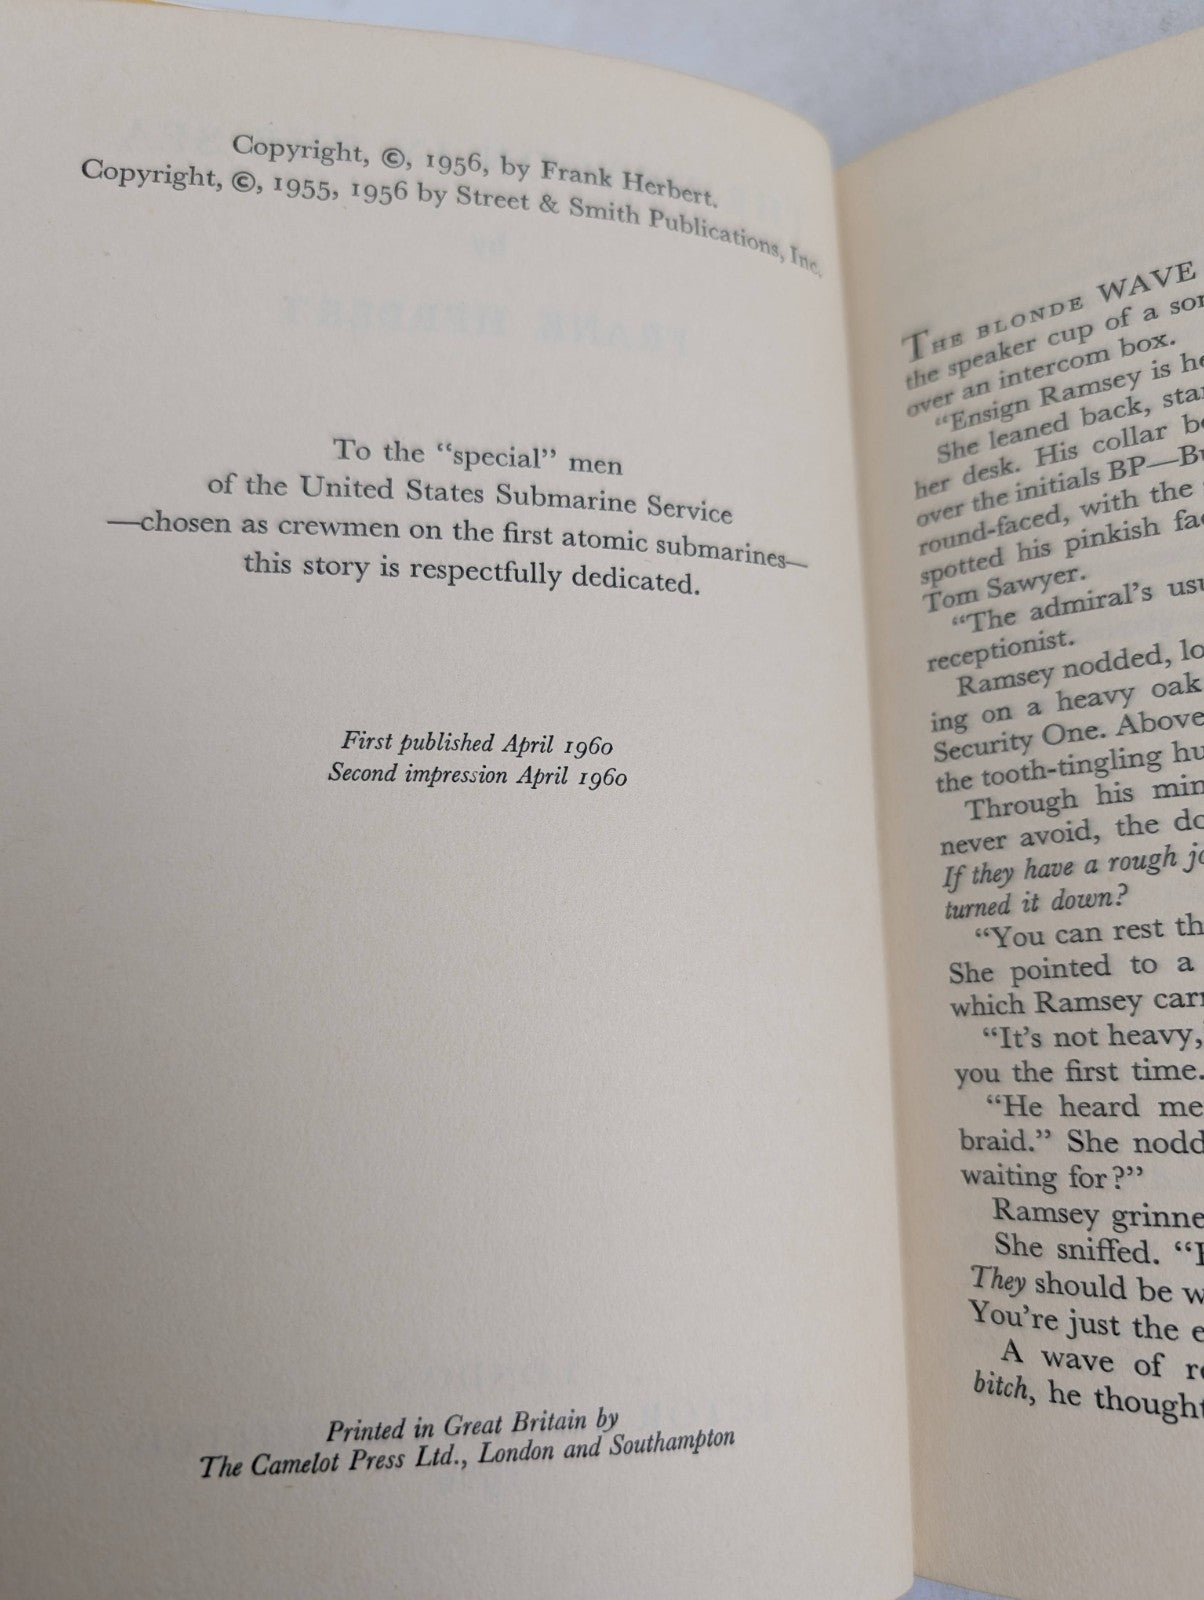 Copyright, ©, 1956, by Frank Herbert.
Copyright, ©, 1955, 1956 by Street & Smith Publications, Inc.
To the “special” men
of the United States Submarine Service
—chosen as crewmen on the first atomic submarines—
this story is respectfully dedicated.
First published April 1960
Second impression April 1960
Printed in Great Britain by
The Camelot Press Ltd., London and Southampton
THE BLONDE WAVE
the speaker cup of a
over an intercom box.
“Ensign Ramsey is
She leaned back,
her desk. His collar
over the initials BP—
round-faced, with the
spotted his pinkish
Tom Sawyer.
“The admiral’s
receptionist.
Ramsey nodded,
ing on a heavy oak
Security One. Above
the tooth-tingling
Through his
never avoid, the
If they have a rough
turned it down?
“You can rest
She pointed to a
which Ramsey
“It’s not heavy,
you the first time.
“He heard me
braid.” She
waiting for?”
Ramsey
She sniffed.
They should be
You’re just the
A wave of
bitch, he thought